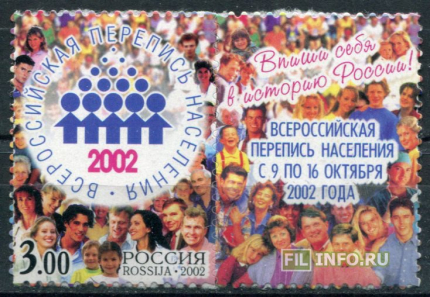 ВСЕРОССИЙСКАЯ ПЕРЕПИСЬ НАСЕЛЕНИЯ •
2002
3.00
РОССИЯ
ROSSIJA • 2002
Впиши себя
в историю России!
ВСЕРОССИЙСКАЯ
ПЕРЕПИСЬ НАСЕЛЕНИЯ
С 9 ПО 16 ОКТЯБРЯ
2002 ГОДА
FILINFO.RU